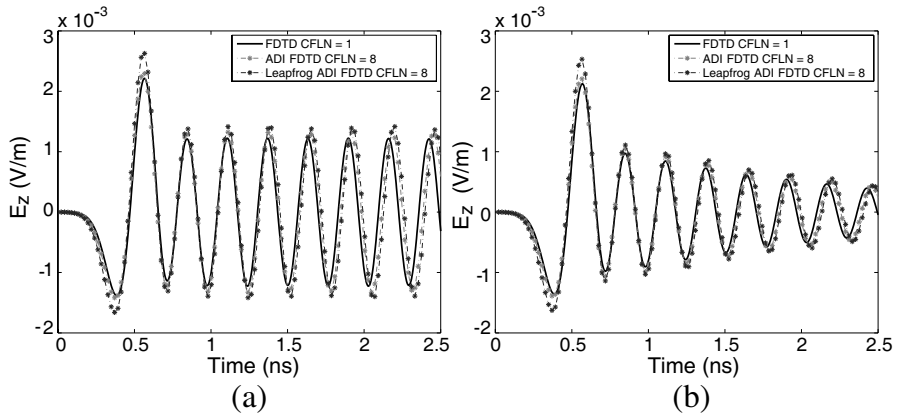 x 10⁻³
3
2
1
0
-1
-2
E_z (V/m)
0
0.5
1
1.5
2
2.5
Time (ns)
FDTD CFLN = 1
ADI FDTD CFLN = 8
Leapfrog ADI FDTD CFLN = 8
(a)
x 10⁻³
3
2
1
0
-1
-2
E_z (V/m)
0
0.5
1
1.5
2
2.5
Time (ns)
FDTD CFLN = 1
ADI FDTD CFLN = 8
Leapfrog ADI FDTD CFLN = 8
(b)